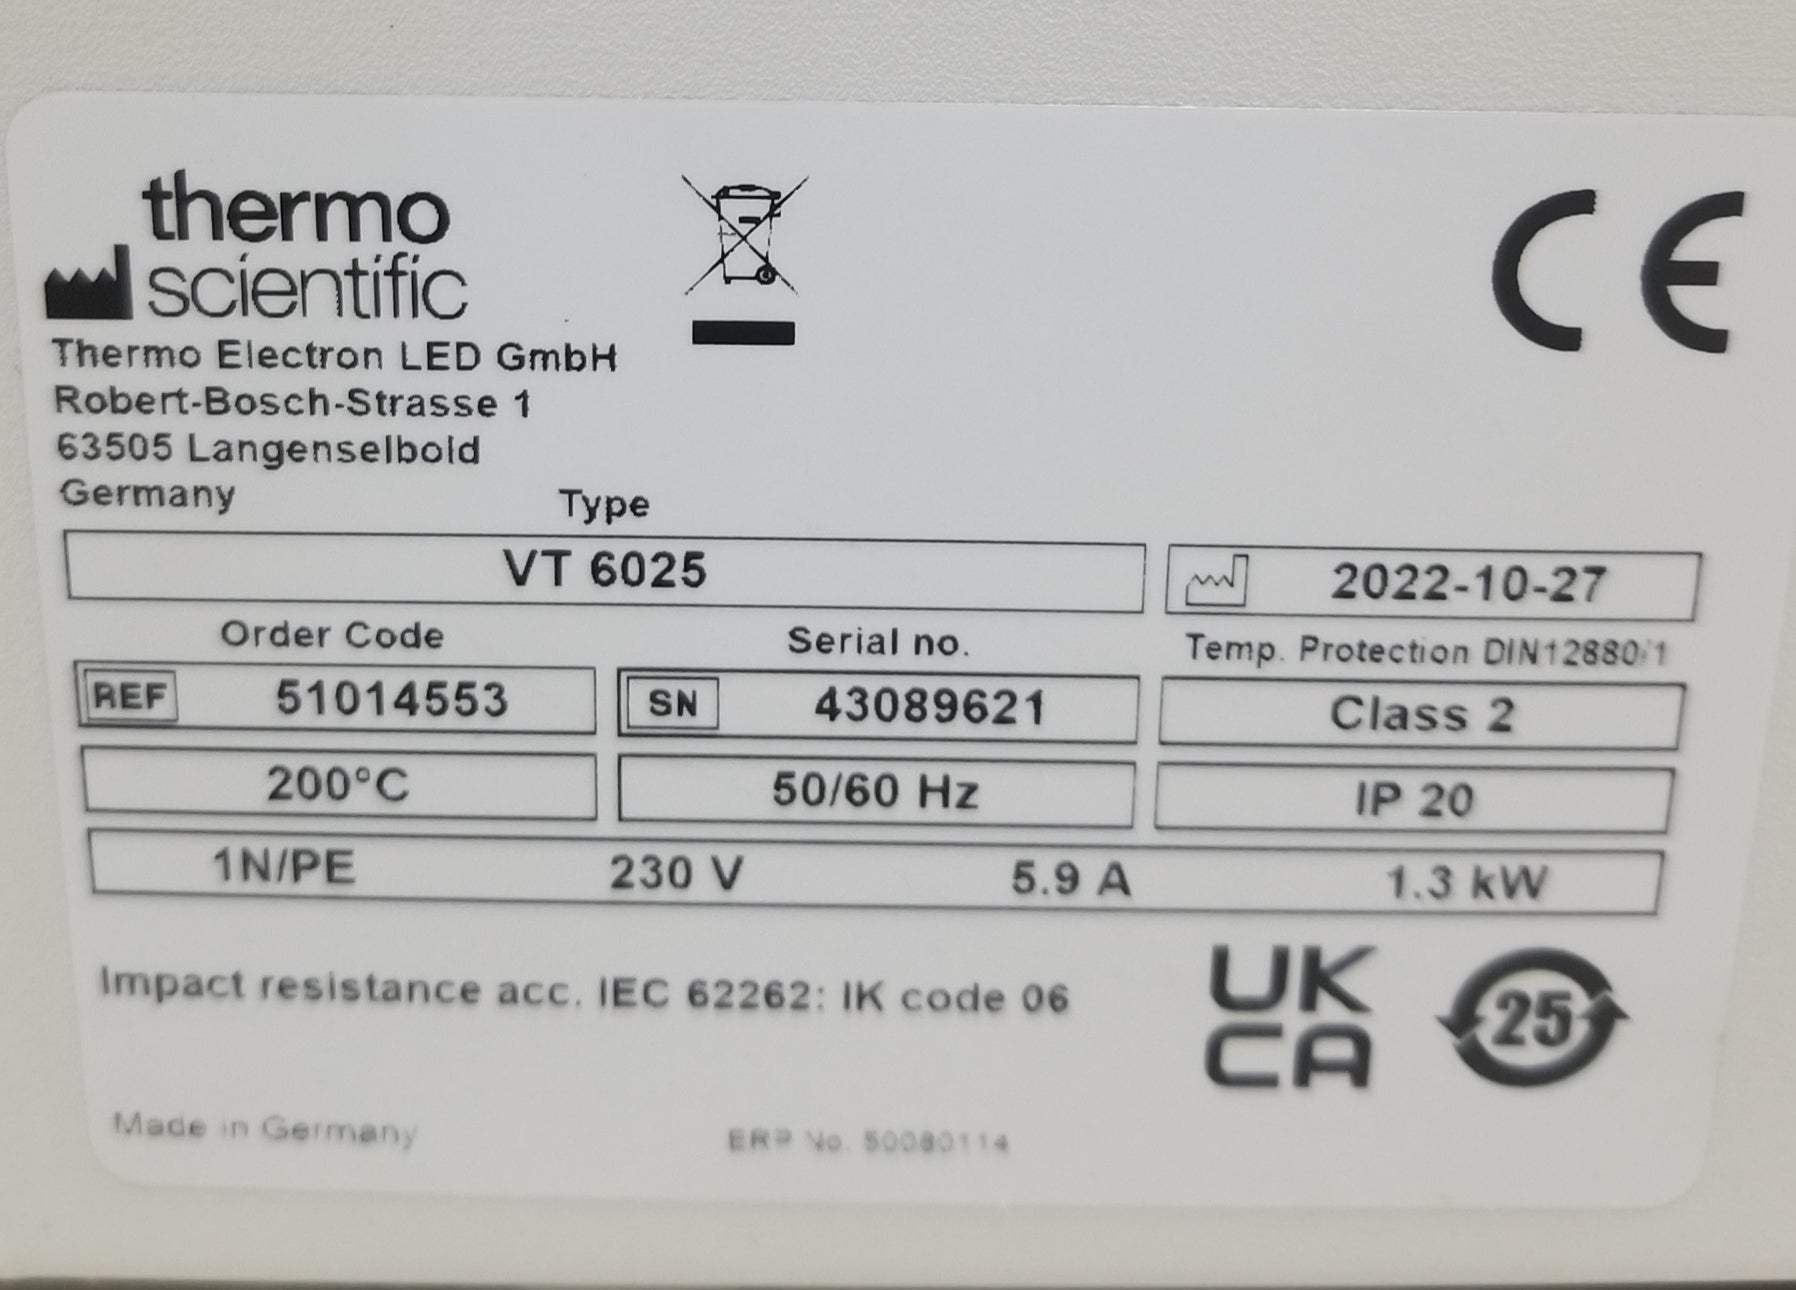 thermo
scientific
Thermo Electron LED GmbH
Robert-Bosch-Strasse 1
63505 Langenselbold
Germany
Type
VT 6025
2022-10-27
Order Code
Serial no.
Temp. Protection DIN12880/1
REF 51014553
SN 43089621
Class 2
200°C
50/60 Hz
IP 20
1N/PE 230 V 5.9 A 1.3 kW
Impact resistance acc. IEC 62262: IK code 06
UK
CA
25
Made in Germany
ERP No. 50080114
CE